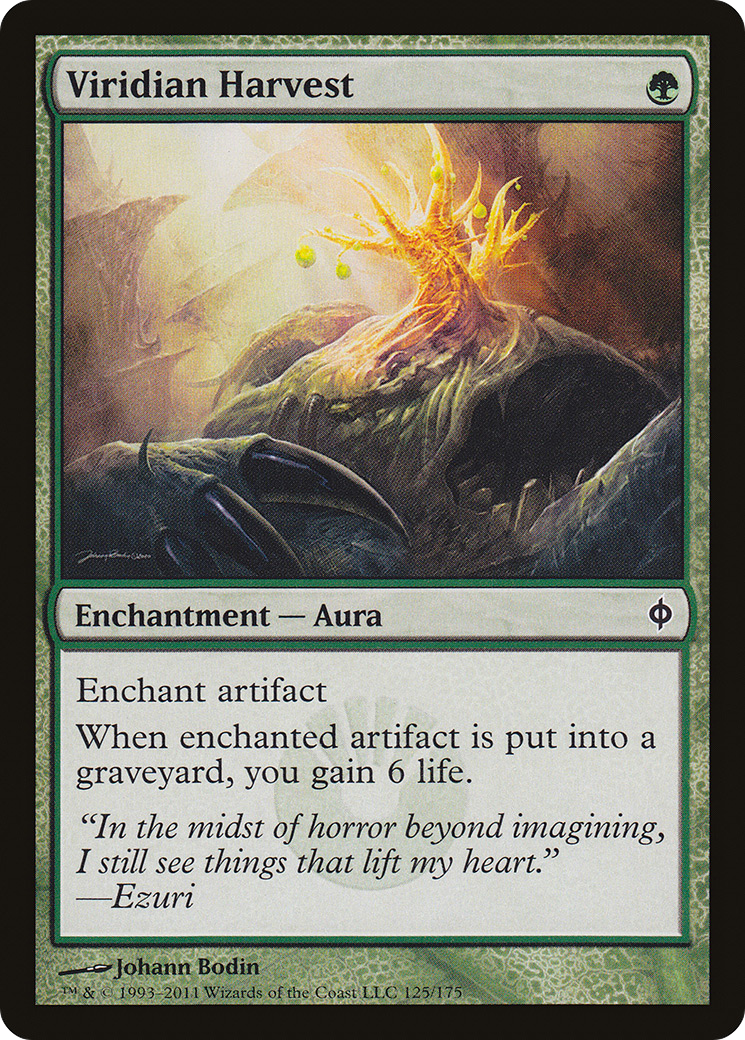 Viridian Harvest
Enchantment — Aura
Enchant artifact
When enchanted artifact is put into a
graveyard, you gain 6 life.
“In the midst of horror beyond imagining,
I still see things that lift my heart.”
—Ezuri
Johann Bodin
™ & © 1993–2011 Wizards of the Coast LLC 125/175